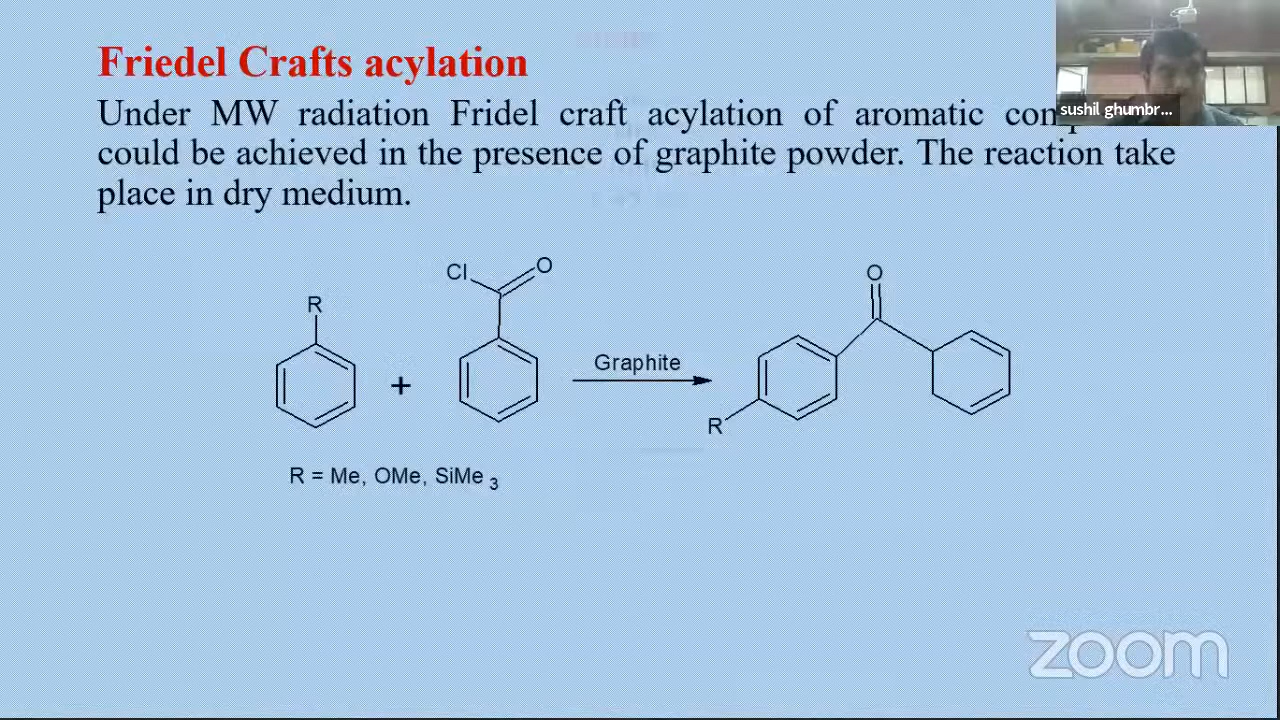 Friedel Crafts acylation
Under MW radiation Fridel craft acylation of aromatic
could be achieved in the presence of graphite powder. The reaction take
place in dry medium.
sushil ghumbr...
Cl O
R
+
Graphite
O
R
R = Me, OMe, SiMe 3
zoom